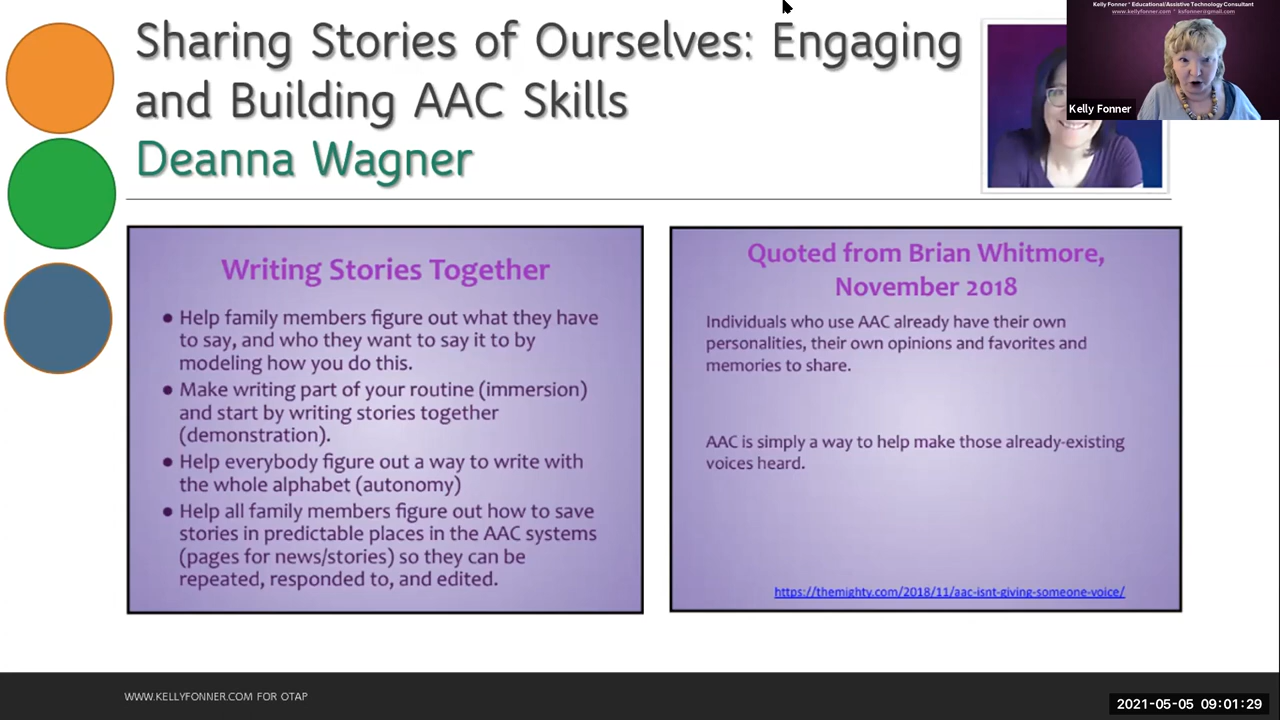 Sharing Stories of Ourselves: Engaging
and Building AAC Skills
Deanna Wagner
Kelly Fonner * Educational/Assistive Technology Consultant
www.kellyfonner.com * ksfonner@gmail.com
Kelly Fonner
Writing Stories Together
● Help family members figure out what they have
to say, and who they want to say it to by
modeling how you do this.
● Make writing part of your routine (immersion)
and start by writing stories together
(demonstration).
● Help everybody figure out a way to write with
the whole alphabet (autonomy)
● Help all family members figure out how to save
stories in predictable places in the AAC systems
(pages for news/stories) so they can be
repeated, responded to, and edited.
Quoted from Brian Whitmore,
November 2018
Individuals who use AAC already have their own
personalities, their own opinions and favorites and
memories to share.
AAC is simply a way to help make those already-existing
voices heard.
https://themighty.com/2018/11/aac-isnt-giving-someone-voice/
WWW.KELLYFONNER.COM FOR OTAP
2021-05-05 09:01:29